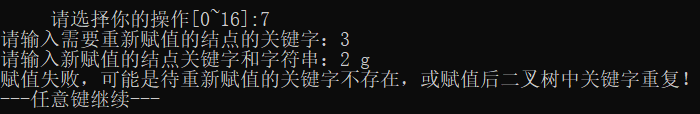 请选择你的操作[0~16]:7
请输入需要重新赋值的结点的关键字：3
请输入新赋值的结点关键字和字符串：2 g
赋值失败，可能是待重新赋值的关键字不存在，或赋值后二叉树中关键字重复！
---任意键继续---